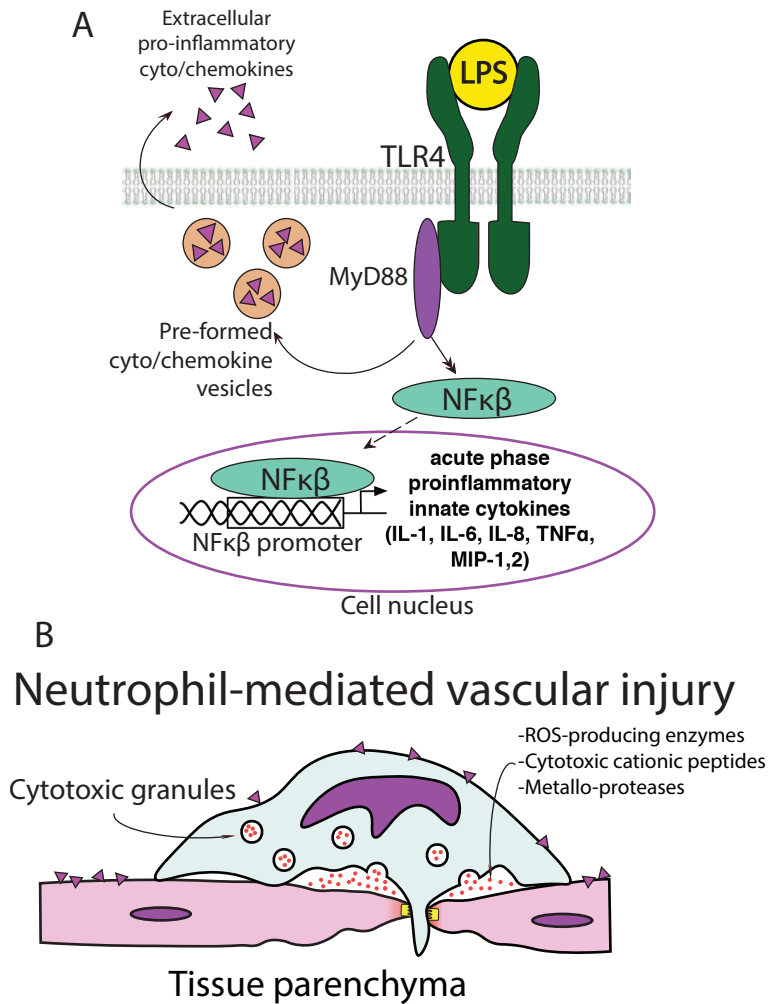 A
Extracellular
pro-inflammatory
cyto/chemokines
LPS
TLR4
MyD88
Pre-formed
cyto/chemokine
vesicles
NFκβ
NFκβ
NFκβ promoter
acute phase
proinflammatory
innate cytokines
(IL-1, IL-6, IL-8, TNFα,
MIP-1,2)
Cell nucleus
B
Neutrophil-mediated vascular injury
-ROS-producing enzymes
-Cytotoxic cationic peptides
-Metallo-proteases
Cytotoxic granules
Tissue parenchyma